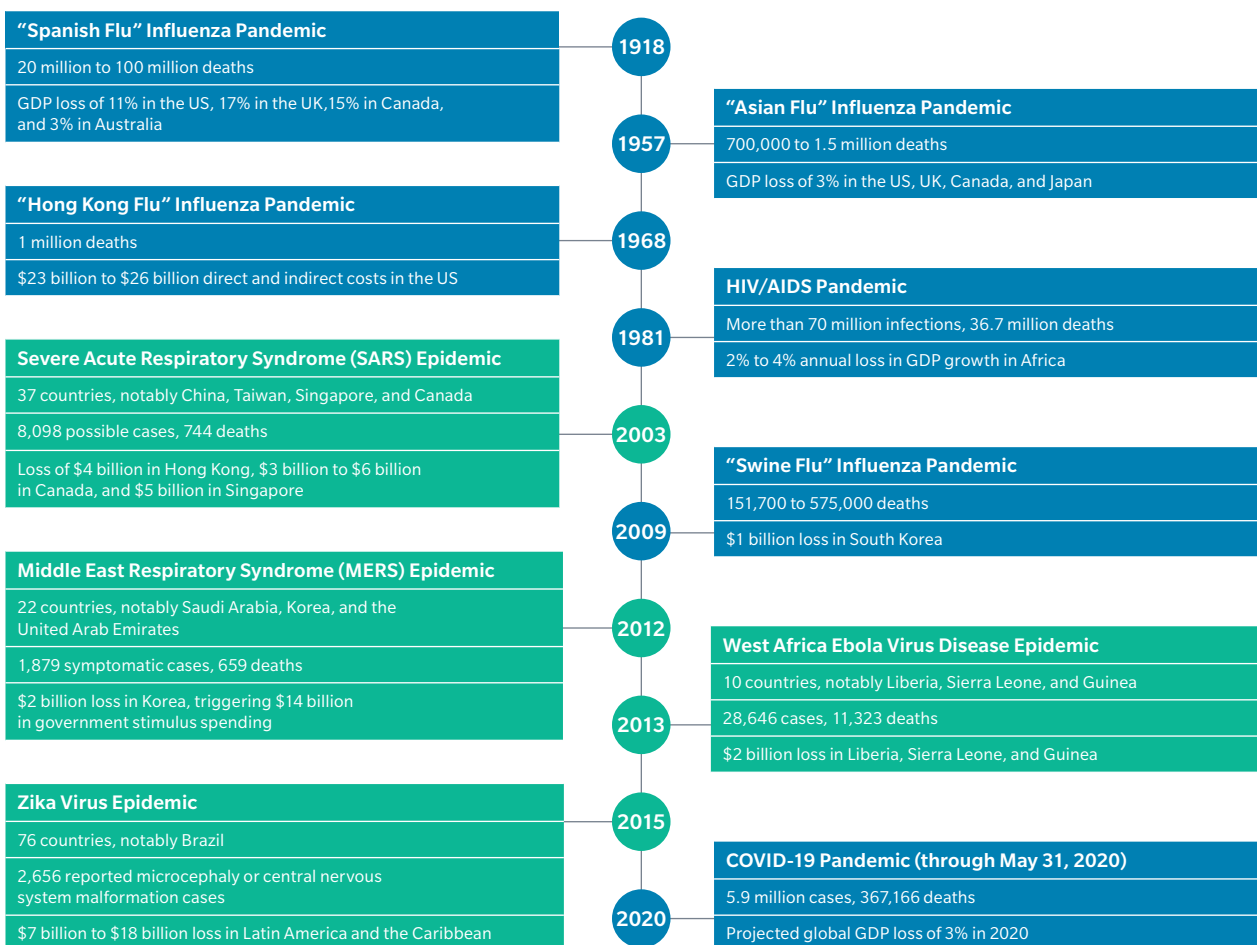 “Spanish Flu” Influenza Pandemic
20 million to 100 million deaths
GDP loss of 11% in the US, 17% in the UK,15% in Canada,
and 3% in Australia
1918
“Asian Flu” Influenza Pandemic
700,000 to 1.5 million deaths
GDP loss of 3% in the US, UK, Canada, and Japan
1957
“Hong Kong Flu” Influenza Pandemic
1 million deaths
$23 billion to $26 billion direct and indirect costs in the US
1968
HIV/AIDS Pandemic
More than 70 million infections, 36.7 million deaths
2% to 4% annual loss in GDP growth in Africa
1981
Severe Acute Respiratory Syndrome (SARS) Epidemic
37 countries, notably China, Taiwan, Singapore, and Canada
8,098 possible cases, 744 deaths
Loss of $4 billion in Hong Kong, $3 billion to $6 billion
in Canada, and $5 billion in Singapore
2003
“Swine Flu” Influenza Pandemic
151,700 to 575,000 deaths
$1 billion loss in South Korea
2009
Middle East Respiratory Syndrome (MERS) Epidemic
22 countries, notably Saudi Arabia, Korea, and the
United Arab Emirates
1,879 symptomatic cases, 659 deaths
$2 billion loss in Korea, triggering $14 billion
in government stimulus spending
2012
West Africa Ebola Virus Disease Epidemic
10 countries, notably Liberia, Sierra Leone, and Guinea
28,646 cases, 11,323 deaths
$2 billion loss in Liberia, Sierra Leone, and Guinea
2013
Zika Virus Epidemic
76 countries, notably Brazil
2,656 reported microcephaly or central nervous
system malformation cases
$7 billion to $18 billion loss in Latin America and the Caribbean
2015
COVID-19 Pandemic (through May 31, 2020)
5.9 million cases, 367,166 deaths
Projected global GDP loss of 3% in 2020
2020